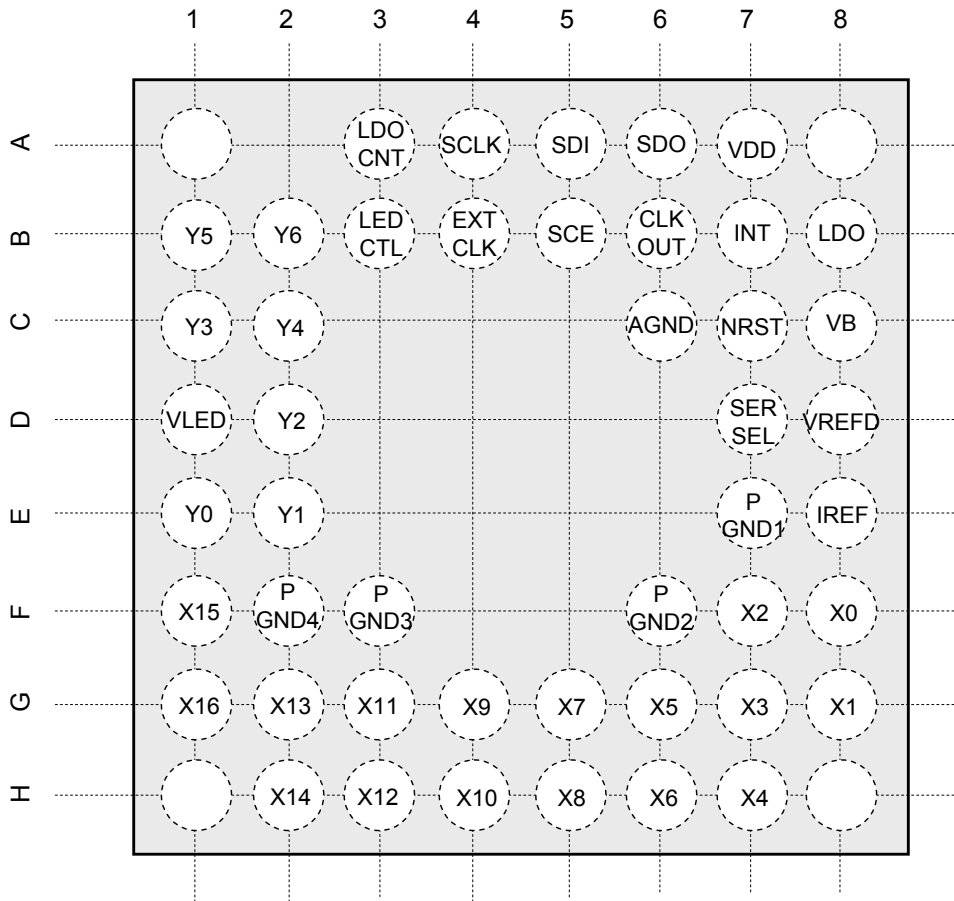 1 2 3 4 5 6 7 8
A
LDO
CNT
SCLK
SDI
SDO
VDD
B
Y5
Y6
LED
CTL
EXT
CLK
SCE
CLK
OUT
INT
LDO
C
Y3
Y4
AGND
NRST
VB
D
VLED
Y2
SER
SEL
VREFD
E
Y0
Y1
P
GND1
IREF
F
X15
P
GND4
P
GND3
P
GND2
X2
X0
G
X16
X13
X11
X9
X7
X5
X3
X1
H
X14
X12
X10
X8
X6
X4